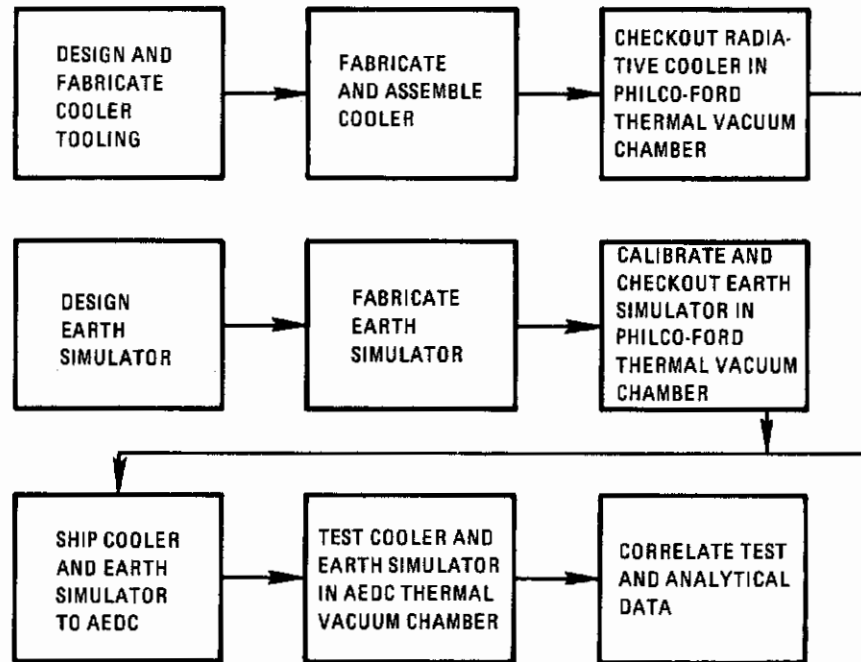 DESIGN AND
FABRICATE
COOLER
TOOLING
FABRICATE
AND ASSEMBLE
COOLER
CHECKOUT RADIA-
TIVE COOLER IN
PHILCO-FORD
THERMAL VACUUM
CHAMBER
DESIGN
EARTH
SIMULATOR
FABRICATE
EARTH
SIMULATOR
CALIBRATE AND
CHECKOUT EARTH
SIMULATOR IN
PHILCO-FORD
THERMAL VACUUM
CHAMBER
SHIP COOLER
AND EARTH
SIMULATOR
TO AEDC
TEST COOLER AND
EARTH SIMULATOR
IN AEDC THERMAL
VACUUM CHAMBER
CORRELATE TEST
AND ANALYTICAL
DATA